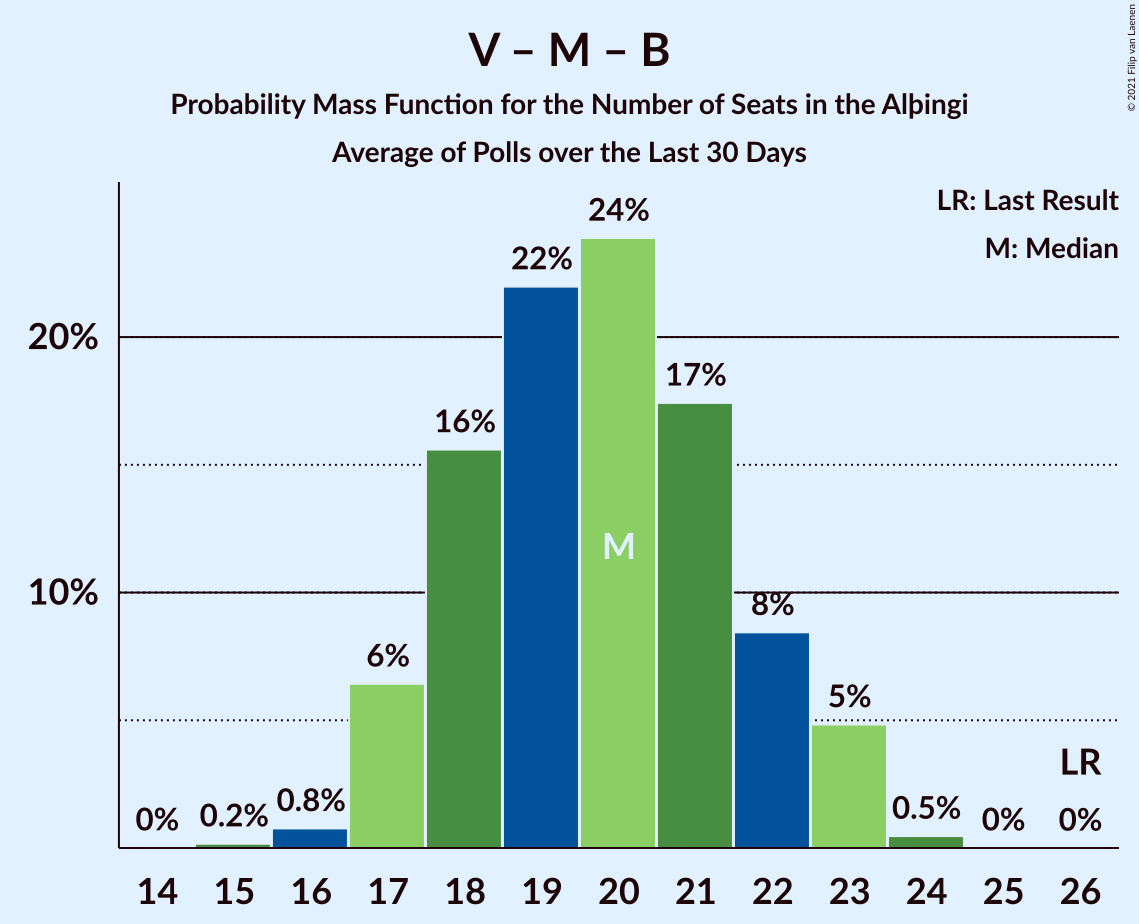 V – M – B
Probability Mass Function for the Number of Seats in the Alþingi
Average of Polls over the Last 30 Days
© 2021 Filip van Laenen
LR: Last Result
M: Median
24%
22%
20%
17%
16%
M
10%
8%
6%
5%
LR
0% 0.2% 0.8% 0.5% 0% 0%
14 15 16 17 18 19 20 21 22 23 24 25 26